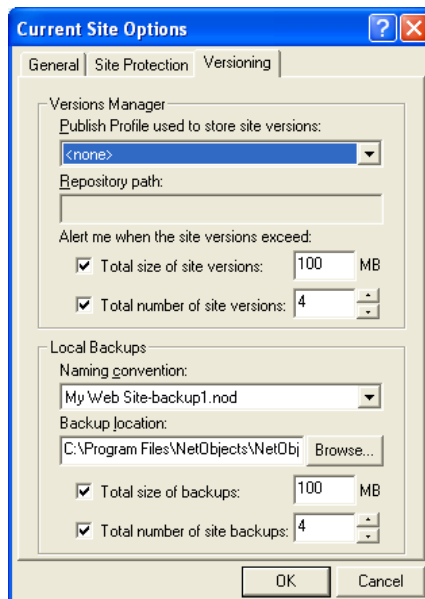 Current Site Options
General Site Protection Versioning
Versions Manager
Publish Profile used to store site versions:
<none>
Repository path:
Alert me when the site versions exceed:
Total size of site versions: 100 MB
Total number of site versions: 4
Local Backups
Naming convention:
My Web Site-backup1.nod
Backup location:
C:\Program Files\NetObjects\NetObj Browse...
Total size of backups: 100 MB
Total number of site backups: 4
OK Cancel